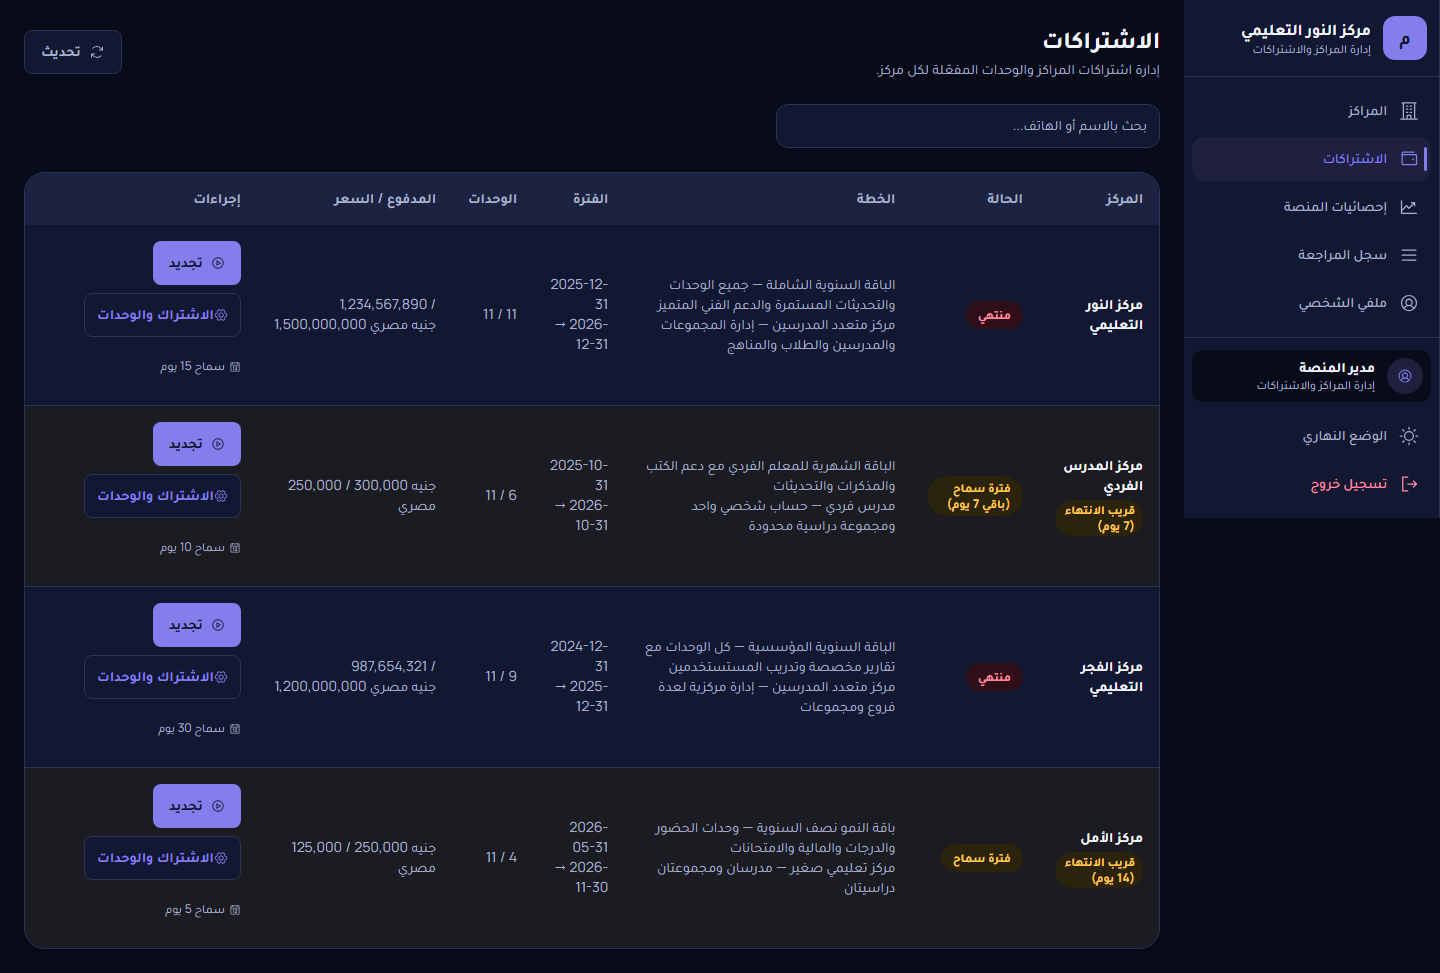 م
مركز النور التعليمي
إدارة المراكز والاشتراكات
المراكز
الاشتراكات
إحصائيات المنصة
سجل المراجعة
ملفي الشخصي
مدير المنصة
إدارة المراكز والاشتراكات
الوضع النهاري
تسجيل خروج
الاشتراكات
إدارة اشتراكات المراكز والوحدات المفعّلة لكل مركز.
تحديث
بحث بالاسم أو الهاتف...
المركز
الحالة
الخطة
الفترة
الوحدات
المدفوع / السعر
إجراءات
مركز النور
التعليمي
منتهي
الباقة السنوية الشاملة — جميع الوحدات
والتحديثات المستمرة والدعم الفني المتميز
مركز متعدد المدرسين — إدارة المجموعات
والمدرسين والطلاب والمناهج
2025-12-
31
→ 2026-
12-31
11 / 11
1,234,567,890 /
1,500,000,000 جنيه مصري
تجديد
الاشتراك والوحدات
سماح 15 يوم
مركز المدرس
الفردي
قريب الانتهاء
(7 يوم)
فترة سماح
(باقي 7 يوم)
الباقة الشهرية للمعلم الفردي مع دعم الكتب
والمذكرات والتحديثات
مدرس فردي — حساب شخصي واحد
ومجموعة دراسية محدودة
2025-10-
31
→ 2026-
10-31
11 / 6
250,000 / 300,000 جنيه
مصري
تجديد
الاشتراك والوحدات
سماح 10 يوم
مركز الفجر
التعليمي
منتهي
الباقة السنوية المؤسسية — كل الوحدات مع
تقارير مخصصة وتدريب المستستخدمين
مركز متعدد المدرسين — إدارة مركزية لعدة
فروع ومجموعات
2024-12-
31
→ 2025-
12-31
11 / 9
987,654,321 /
1,200,000,000 جنيه مصري
تجديد
الاشتراك والوحدات
سماح 30 يوم
مركز الأمل
قريب الانتهاء
(14 يوم)
فترة سماح
باقة النمو نصف السنوية — وحدات الحضور
والدرجات والمالية والامتحانات
مركز تعليمي صغير — مدرسان ومجموعتان
دراسيتان
2026-
05-31
→ 2026-
11-30
11 / 4
125,000 / 250,000 جنيه
مصري
تجديد
الاشتراك والوحدات
سماح 5 يوم